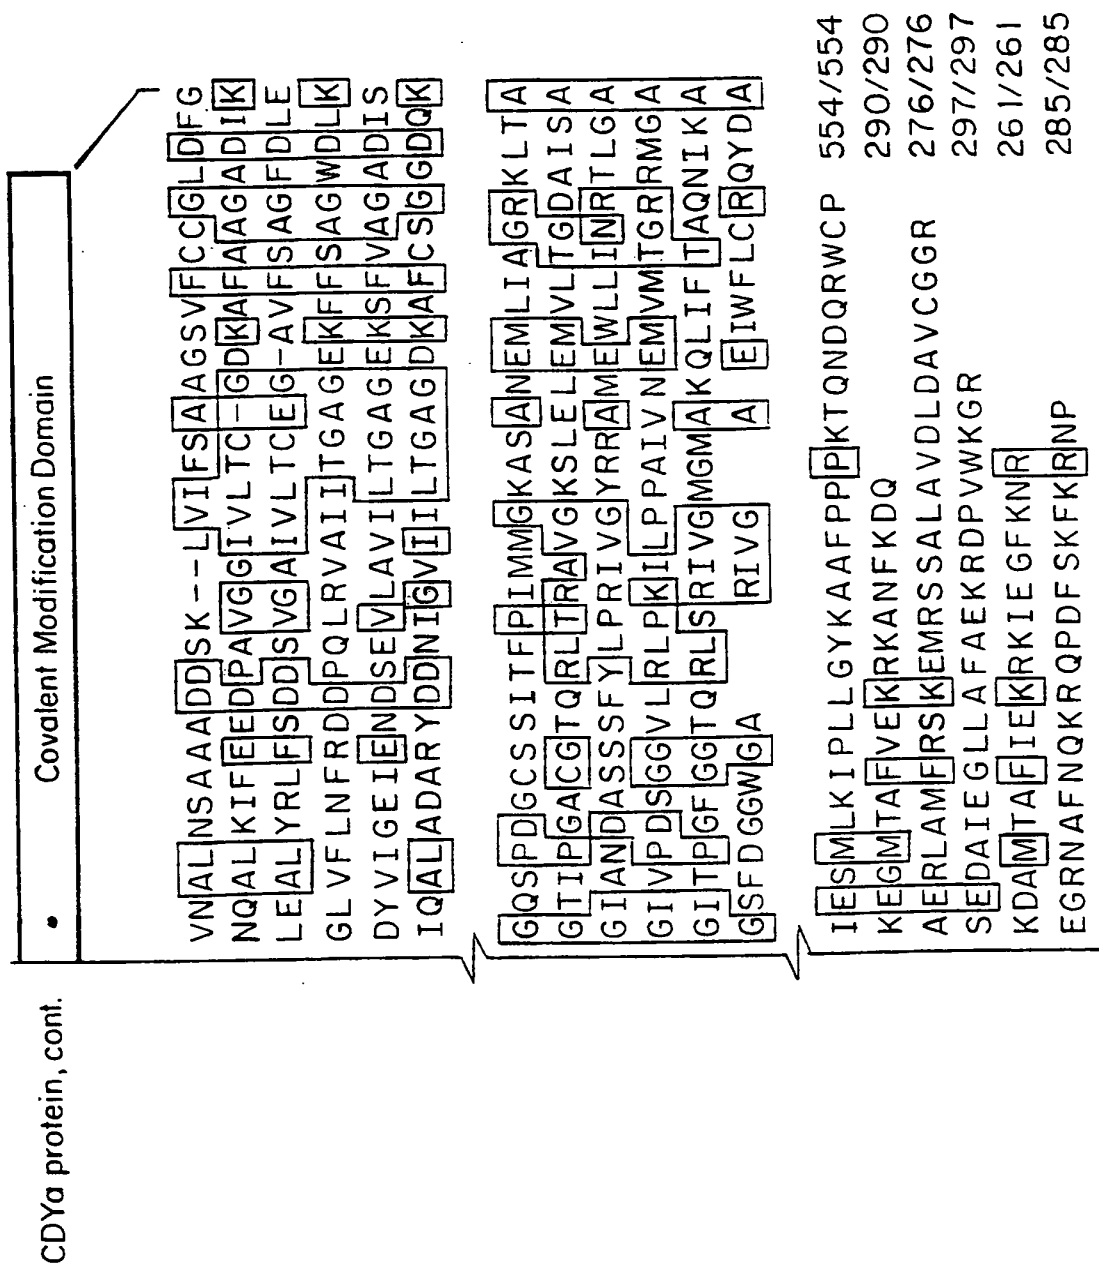 CDYa protein, cont.
• Covalent Modification Domain
VNALNSAAADDSK--LVIFSAAGSVFCCGLDFG
NQALKIFEEDPAVGGIVLTC-GDKAFAAGADIK
LEALYRLFSDDSVGAIVLTCEG-AVFSAGFDLE
GLVFLNFRDDPQLRVAIITGAGEKFFSAGWDLK
DYVIGEIENDSEVLAVILTGAGEKSFVAGADIS
IQALADARYDDNIGVIILTGAGDKAFCSGGDQK
GQSPDGCSSITFPIMMGKASANEMLIAGRKLTA
GTIPGACGTQRLTRAVGKSLELEMVLTGDAISA
GIANDASSSFYLPRIVGYRRAMEWLLINRTLGA
GIVPDSGGVLRLPKILPPAIVNEMVMTGRRMGA
GITPGFGGTQRLSRIVGMGMAKQLIFTAQNIKA
GSFDGGWGA RIVG A EIWFLCRQYDA
IESMLKIPLLGYKAAFPPPKTQNDQRWCP 554/554
KEGMTAFVEKRKANFKDQ 290/290
AERLAMFRSKEMRSSALAVDLDAVCGGR 276/276
SEDAIEGLLAFAEKRDPVWKGR 297/297
KDAMTAFIEKRKIEGFKNR 261/261
EGRNAFNQKRQPDFSKFKRNP 285/285